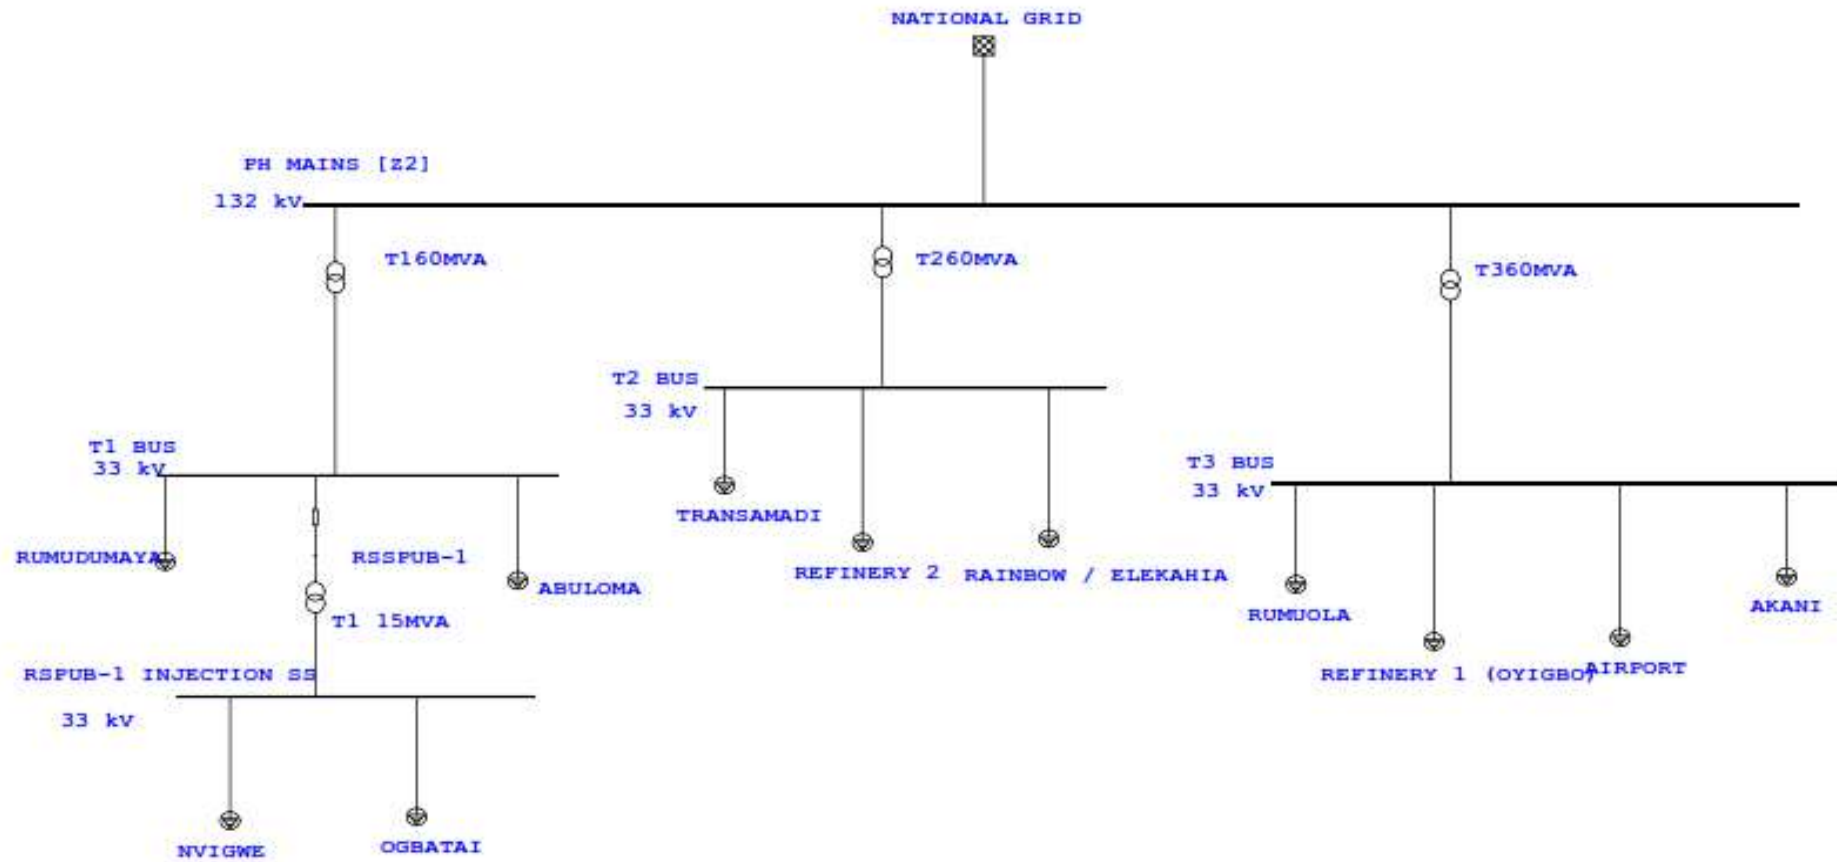 NATIONAL GRID
PH MAINS [Z2]
132 kV
T160MVA
T260MVA
T360MVA
T2 BUS
33 kV
T1 BUS
33 kV
T3 BUS
33 kV
TRANSAMADI
RUMUDUMAYA
RSSPUB-1
ABULOMA
REFINERY 2
RAINBOW / ELEKAHIA
RUMUOLA
AKANI
T1 15MVA
RSPUB-1 INJECTION SS
REFINERY 1 (OYIGBO)
AIRPORT
33 kV
NVIGWE
OGBATAI